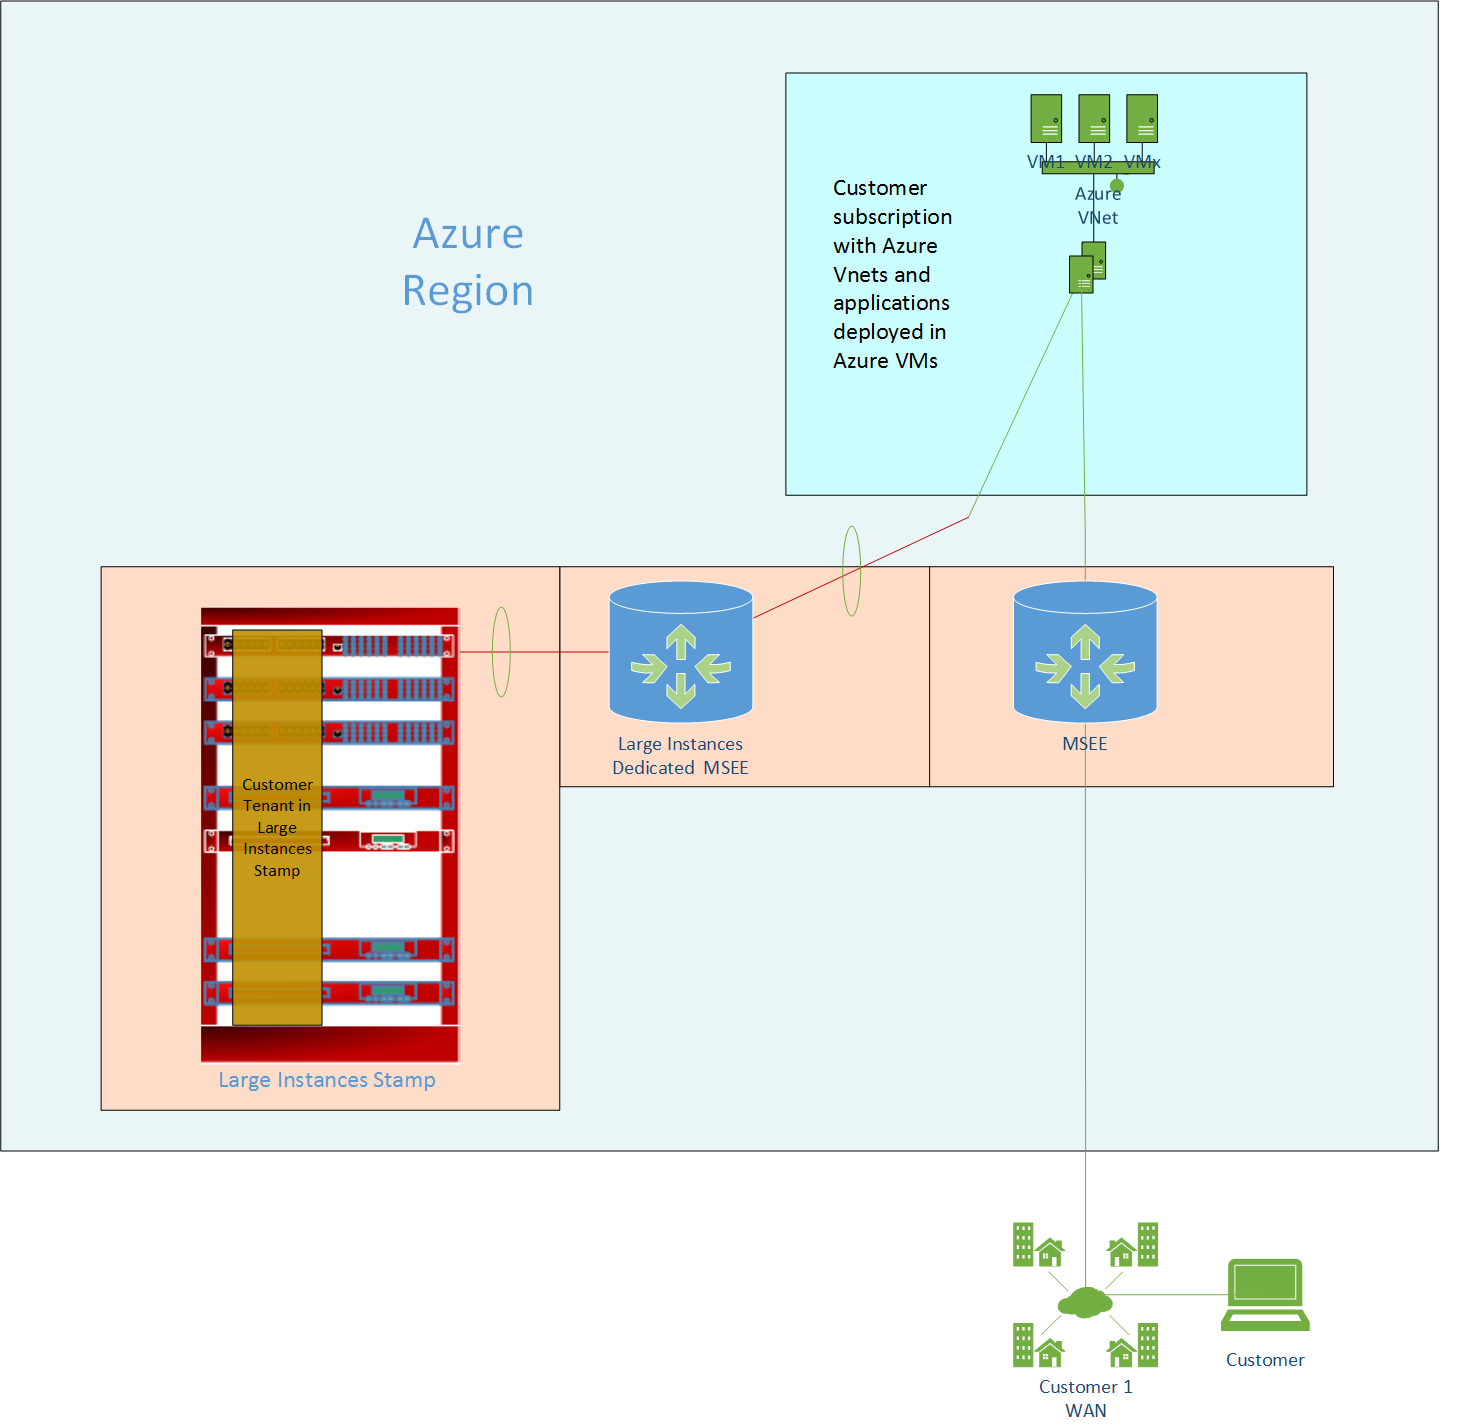 VM1 VM2 VMx
Azure
VNet
Customer
subscription
with Azure
Vnets and
applications
deployed in
Azure VMs
Azure
Region
Large Instances
Dedicated MSEE
MSEE
Customer
Tenant in
Large
Instances
Stamp
Large Instances Stamp
Customer
Customer 1
WAN